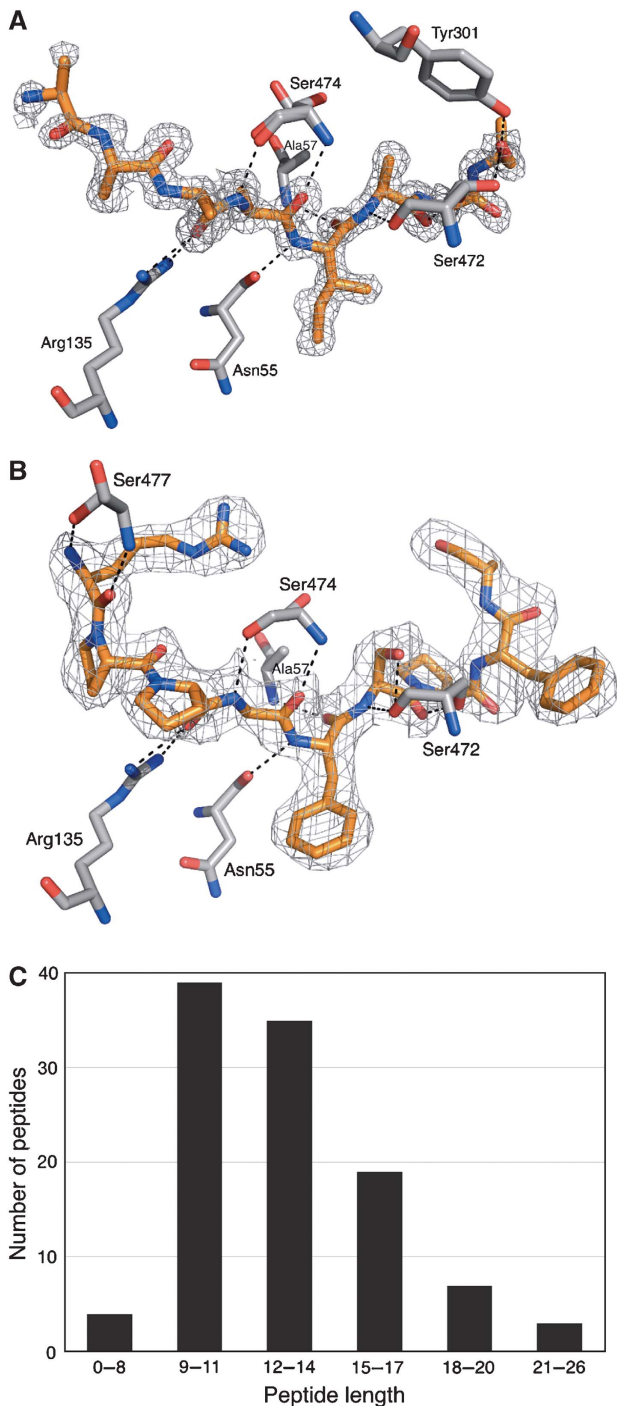 A
Tyr301
Ser474
Ala57
Ser472
Arg135
Asn55
B
Ser477
Ser474
Ala57
Ser472
Arg135
Asn55
C
40
30
20
10
0
Number of peptides
0–8 9–11 12–14 15–17 18–20 21–26
Peptide length